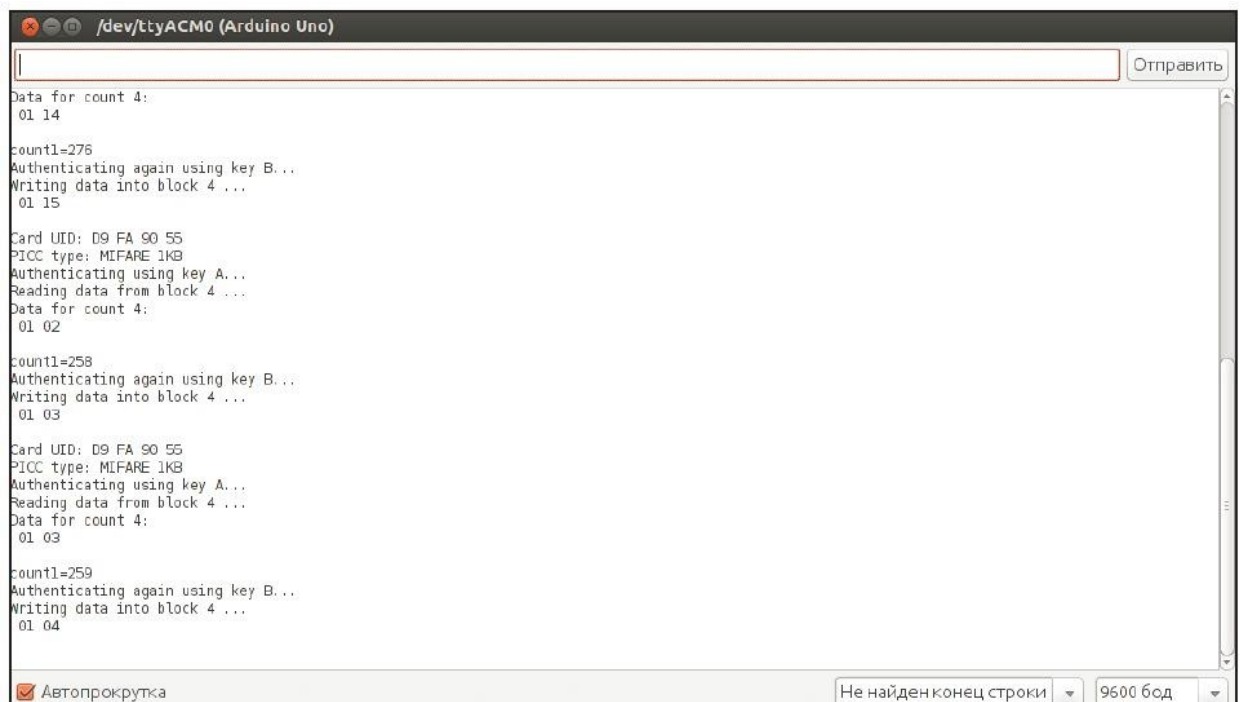 /dev/ttyACM0 (Arduino Uno)
Отправить
Data for count 4:
01 14
count1=276
Authenticating again using key B...
Writing data into block 4 ...
01 15
Card UID: D9 FA 90 55
PICC type: MIFARE 1KB
Authenticating using key A...
Reading data from block 4 ...
Data for count 4:
01 02
count1=258
Authenticating again using key B...
Writing data into block 4 ...
01 03
Card UID: D9 FA 90 55
PICC type: MIFARE 1KB
Authenticating using key A...
Reading data from block 4 ...
Data for count 4:
01 03
count1=259
Authenticating again using key B...
Writing data into block 4 ...
01 04
Автопрокрутка Не найден конец строки 9600 бод